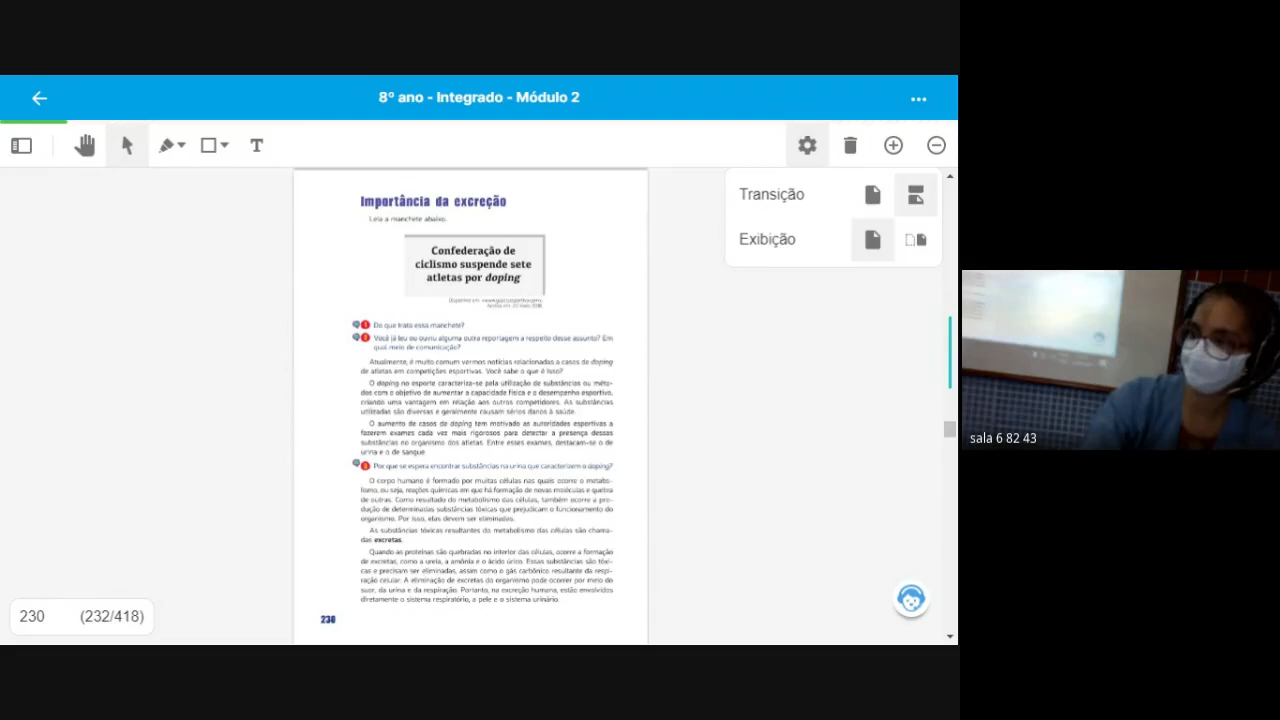 8º ano - Integrado - Módulo 2
Transição
Exibição
Importância da excreção
Leia a manchete abaixo.
Confederação de
ciclismo suspende sete
atletas por doping
1 Do que trata essa manchete?
2 Você já leu ou ouviu alguma outra reportagem a respeito desse assunto? Em
qual meio de comunicação?
Atualmente, é muito comum vermos notícias relacionadas a casos de doping
de atletas em competições esportivas. Você sabe o que é isso?
O doping no esporte caracteriza-se pela utilização de substâncias ou méto-
dos com o objetivo de aumentar a capacidade física e o desempenho esportivo,
criando uma vantagem em relação aos outros competidores. As substâncias
utilizadas são diversas e geralmente causam sérios danos à saúde.
O aumento de casos de doping tem motivado as autoridades esportivas a
fazerem exames cada vez mais rigorosos para detectar a presença dessas
substâncias no organismo dos atletas. Entre esses exames, destacam-se o de
urina e o de sangue.
3 Por que se espera encontrar substâncias na urina que caracterizem o doping?
O corpo humano é formado por muitas células nas quais ocorre o metabo-
lismo, ou seja, reações químicas em que há formação de novas moléculas e quebra
de outras. Como resultado do metabolismo das células, também ocorre a pro-
dução de determinadas substâncias tóxicas que prejudicam o funcionamento do
organismo. Por isso, elas devem ser eliminadas.
As substâncias tóxicas resultantes do metabolismo das células são chama-
das excretas.
Quando as proteínas são quebradas no interior das células, ocorre a formação
de excretas, como a ureia, a amônia e o ácido úrico. Essas substâncias são tóxi-
cas e precisam ser eliminadas, assim como o gás carbônico resultante da respi-
ração celular. A eliminação de excretas do organismo pode ocorrer por meio do
suor, da urina e da respiração. Portanto, na excreção humana, estão envolvidos
diretamente o sistema respiratório, a pele e o sistema urinário.
230
230 (232/418)
sala 6 82 43